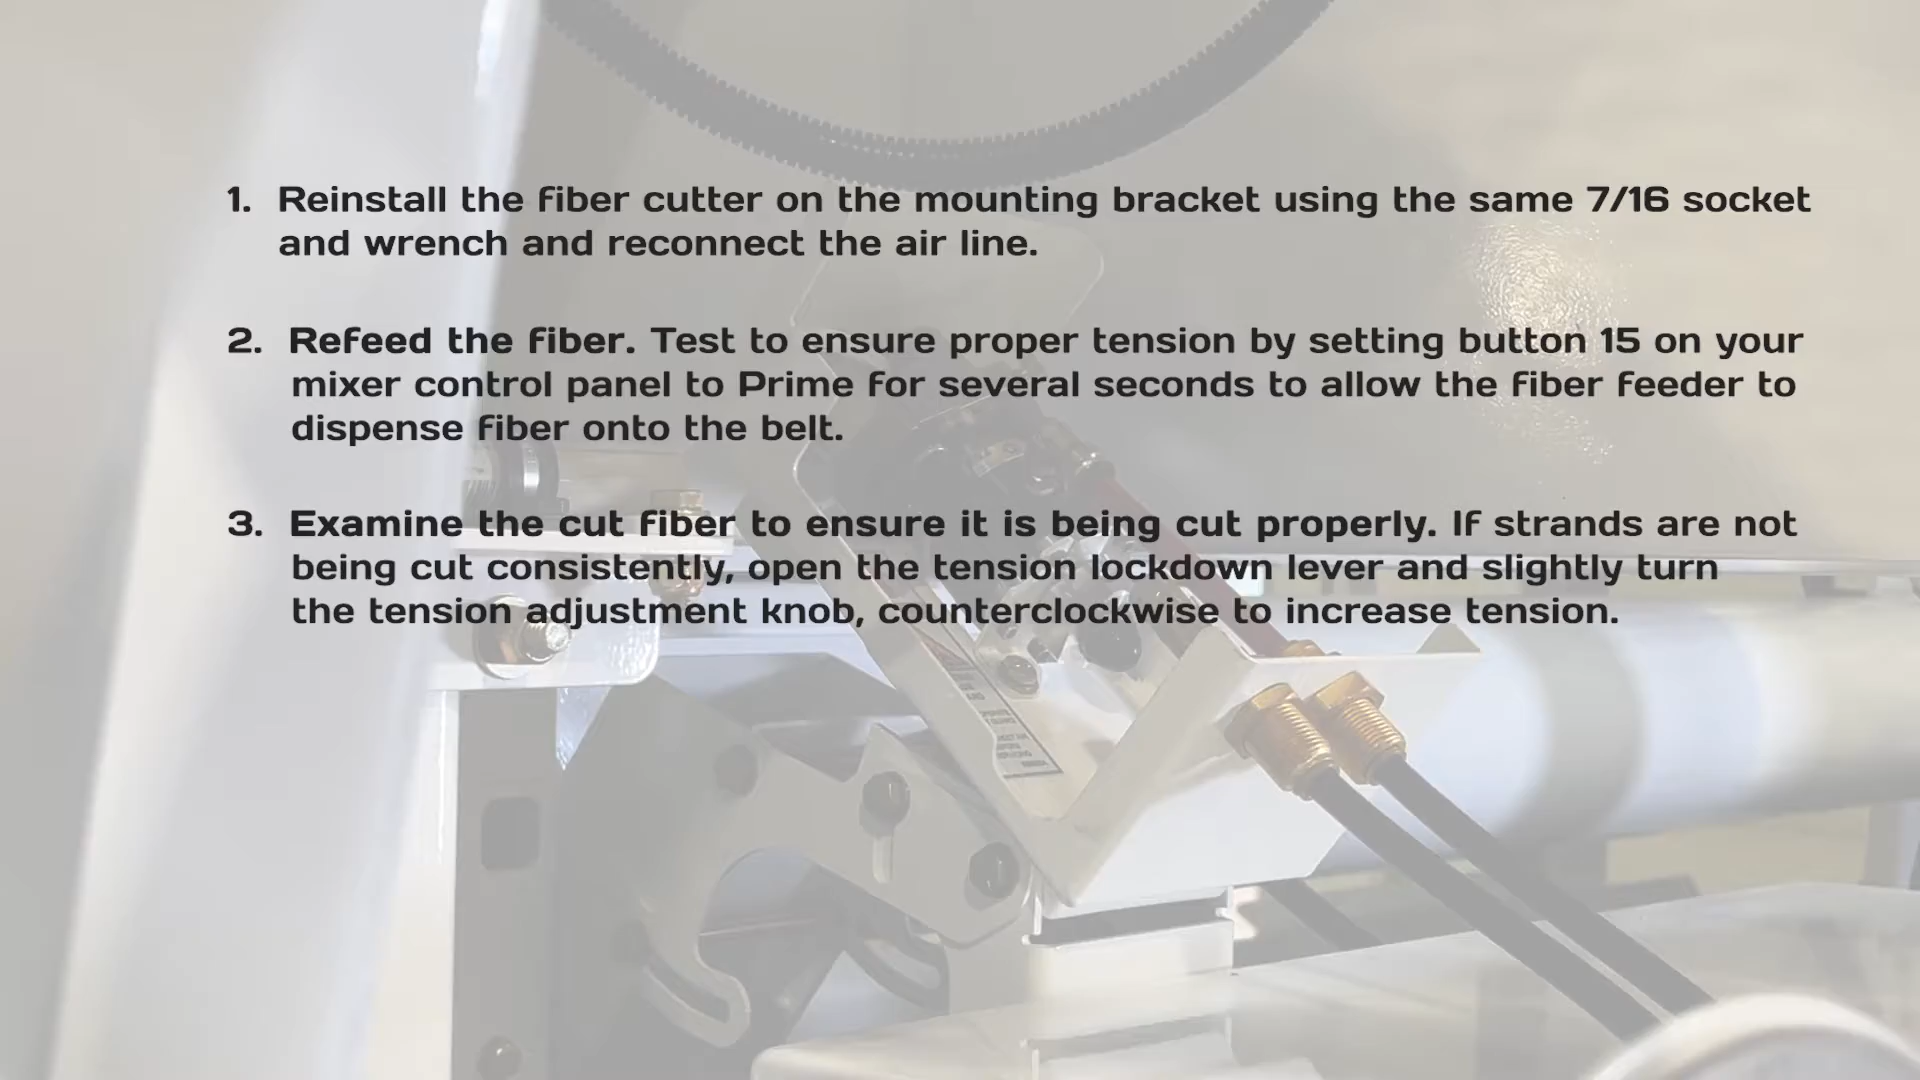 1. Reinstall the fiber cutter on the mounting bracket using the same 7/16 socket
and wrench and reconnect the air line.
2. Refeed the fiber. Test to ensure proper tension by setting button 15 on your
mixer control panel to Prime for several seconds to allow the fiber feeder to
dispense fiber onto the belt.
3. Examine the cut fiber to ensure it is being cut properly. If strands are not
being cut consistently, open the tension lockdown lever and slightly turn
the tension adjustment knob, counterclockwise to increase tension.